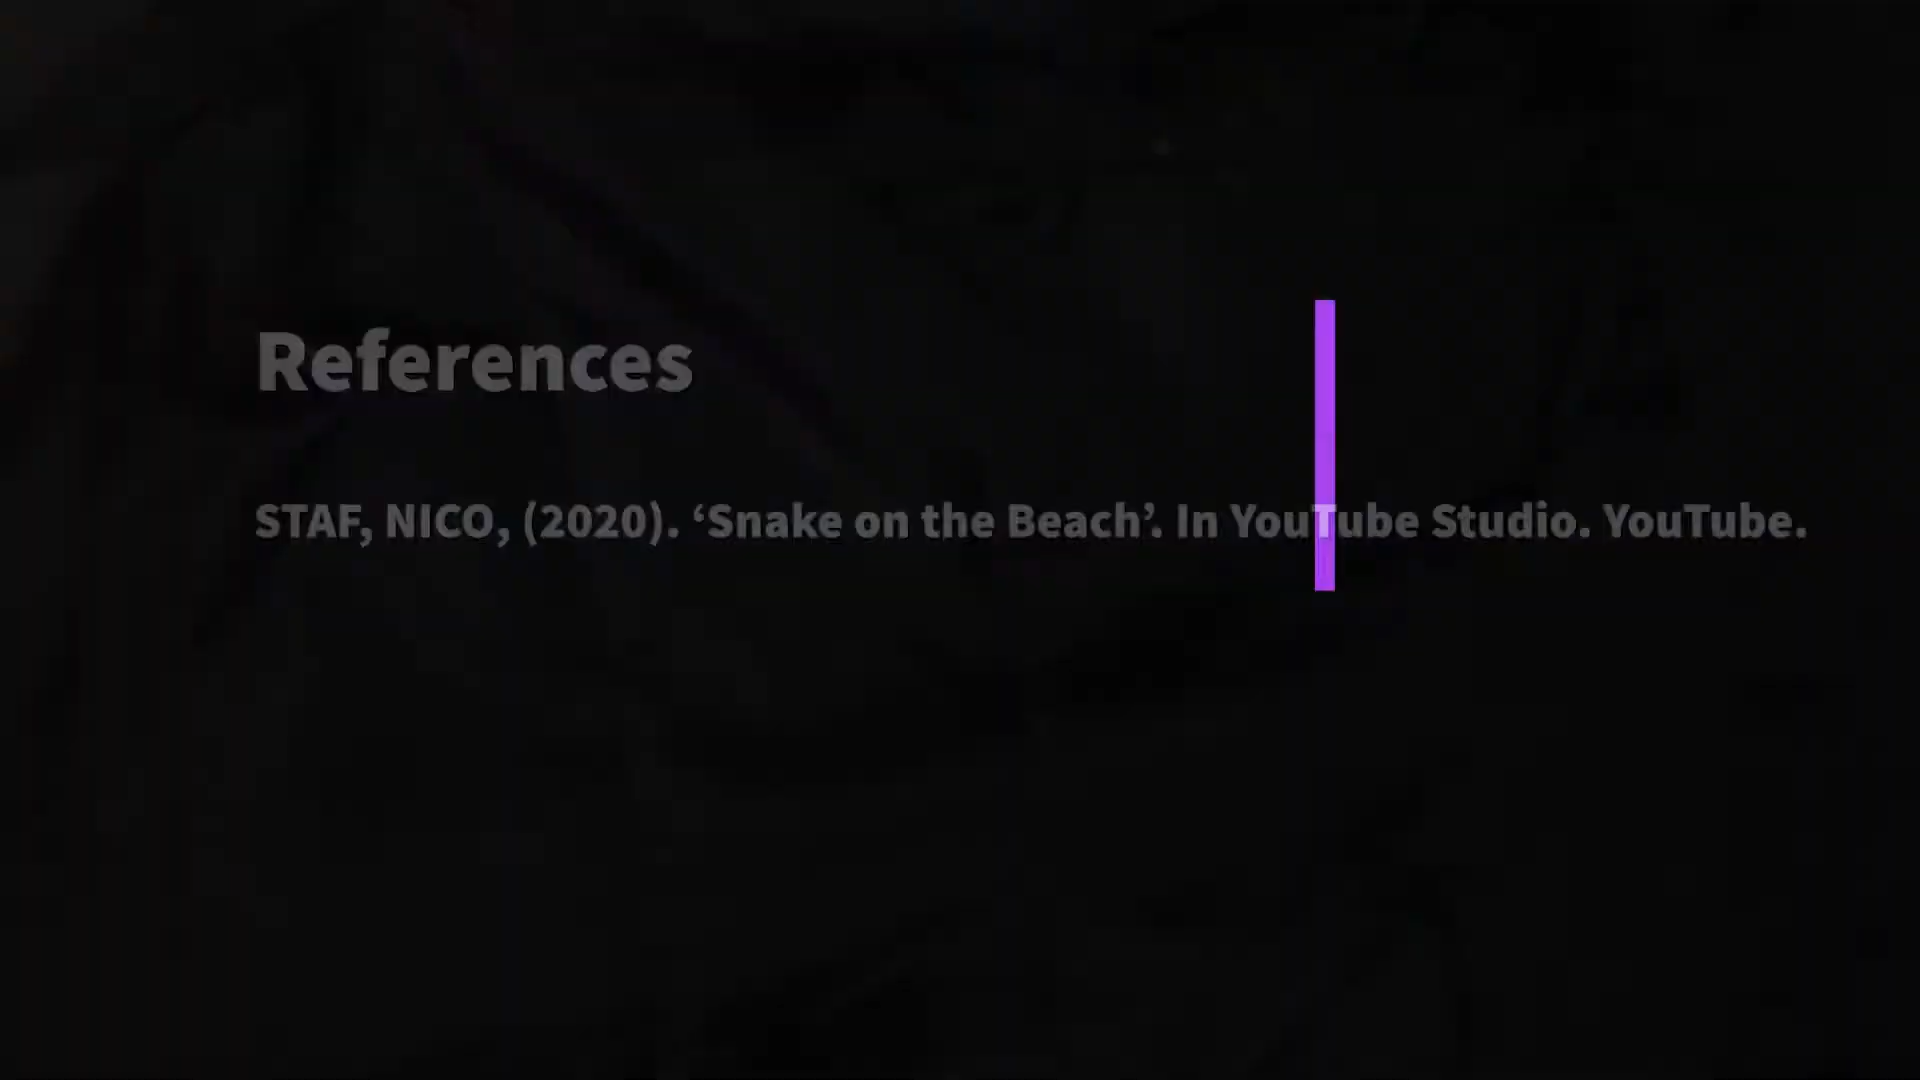 References
STAF, NICO, (2020). ‘Snake on the Beach’. In YouTube Studio. YouTube.